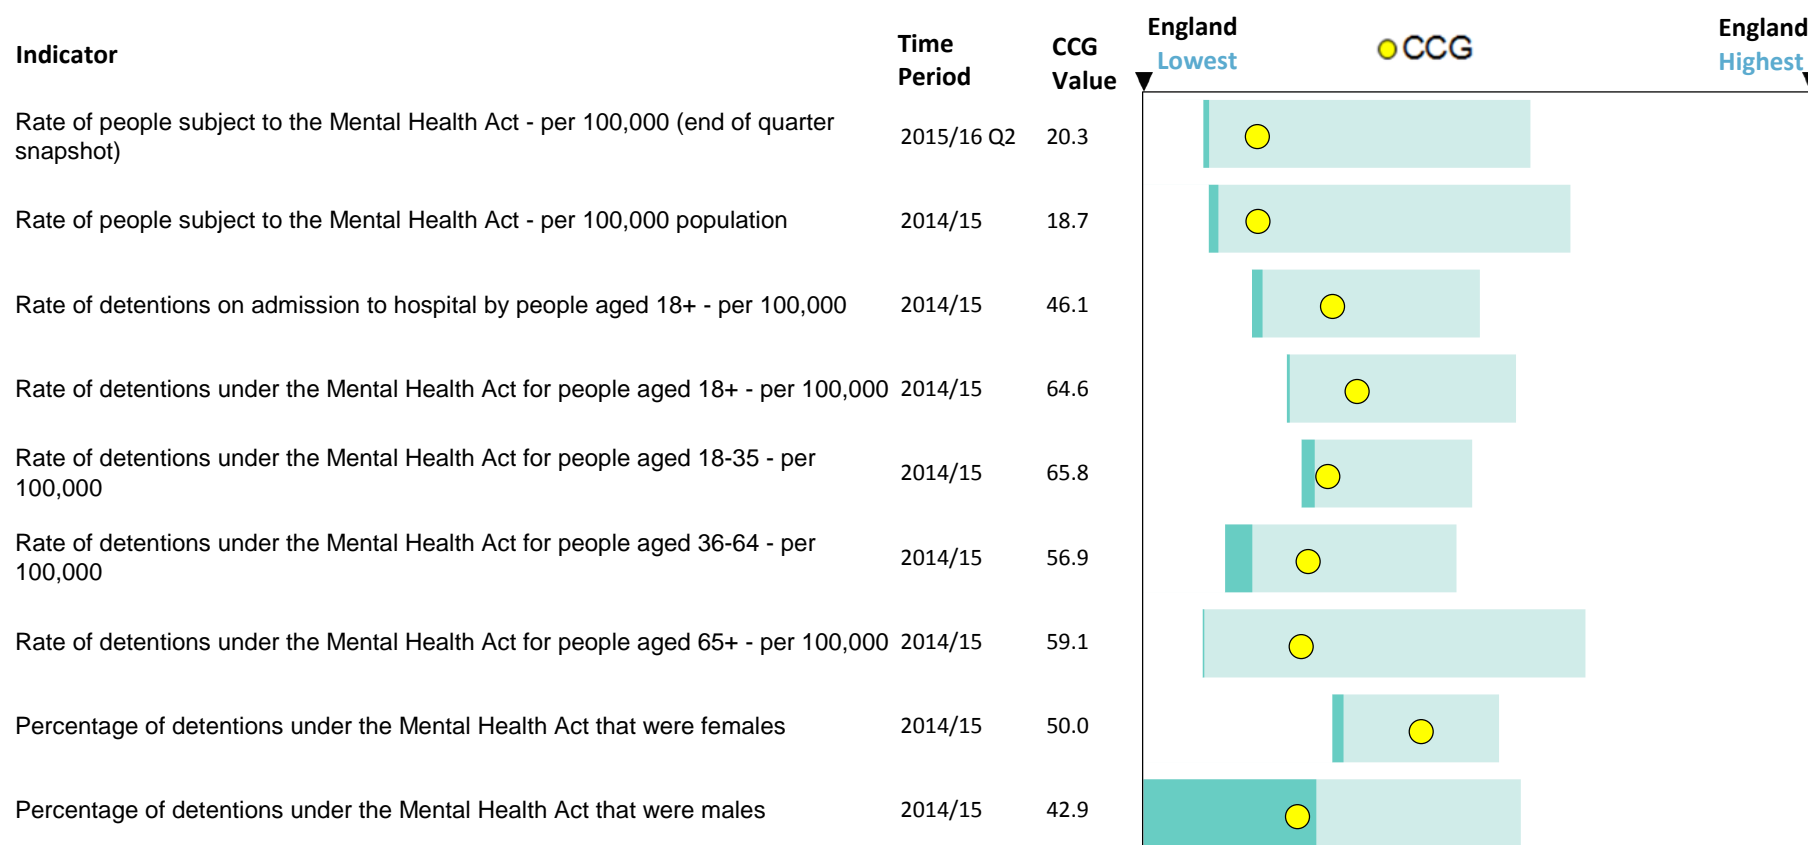 Indicator
Time Period
CCG Value
England Lowest
CCG
England Highest
Rate of people subject to the Mental Health Act - per 100,000 (end of quarter
snapshot)
2015/16 Q2
20.3
Rate of people subject to the Mental Health Act - per 100,000 population
2014/15
18.7
Rate of detentions on admission to hospital by people aged 18+ - per 100,000
2014/15
46.1
Rate of detentions under the Mental Health Act for people aged 18+ - per 100,000
2014/15
64.6
Rate of detentions under the Mental Health Act for people aged 18-35 - per
100,000
2014/15
65.8
Rate of detentions under the Mental Health Act for people aged 36-64 - per
100,000
2014/15
56.9
Rate of detentions under the Mental Health Act for people aged 65+ - per 100,000
2014/15
59.1
Percentage of detentions under the Mental Health Act that were females
2014/15
50.0
Percentage of detentions under the Mental Health Act that were males
2014/15
42.9